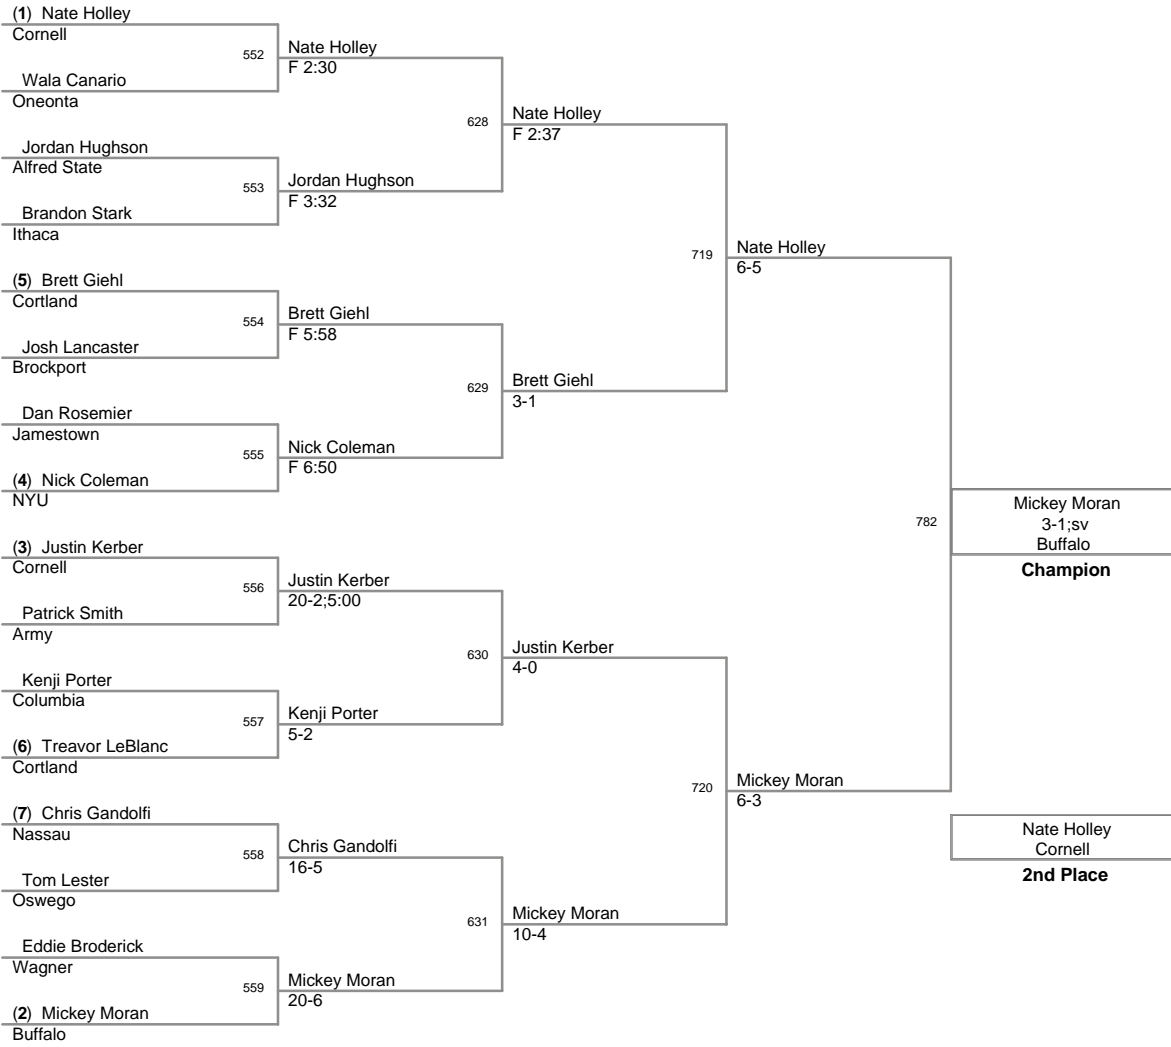 (1) Nate Holley
Cornell
552
Wala Canario
Oneonta
Jordan Hughson
Alfred State
553
Brandon Stark
Ithaca
(5) Brett Giehl
Cortland
554
Josh Lancaster
Brockport
Dan Rosemier
Jamestown
555
(4) Nick Coleman
NYU
(3) Justin Kerber
Cornell
556
Patrick Smith
Army
Kenji Porter
Columbia
557
(6) Treavor LeBlanc
Cortland
(7) Chris Gandolfi
Nassau
558
Tom Lester
Oswego
Eddie Broderick
Wagner
559
(2) Mickey Moran
Buffalo
Nate Holley
F 2:30
628
Jordan Hughson
F 3:32
Brett Giehl
F 5:58
629
Nick Coleman
F 6:50
Justin Kerber
20-2;5:00
630
Kenji Porter
5-2
Chris Gandolfi
16-5
631
Mickey Moran
20-6
Nate Holley
F 2:37
719
Brett Giehl
3-1
Justin Kerber
4-0
720
Mickey Moran
10-4
Nate Holley
6-5
782
Mickey Moran
6-3
Mickey Moran
3-1;sv
Buffalo
Champion
Nate Holley
Cornell
2nd Place